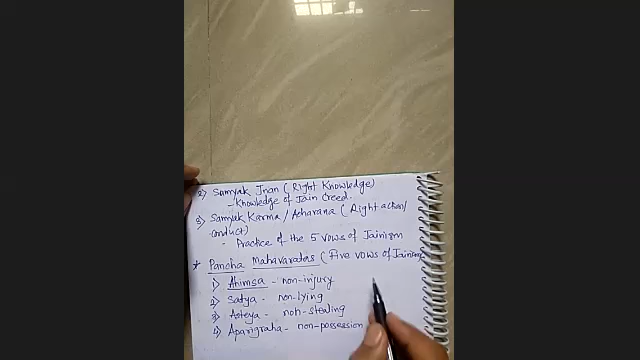 2) Samyak Jnan (Right Knowledge)
- Knowledge of Jain Creed.
3) Samyak Karma / Acharana (Right action/
conduct)
- Practice of the 5 vows of Jainism
* Pancha Mahavaratas (Five vows of Jainism
1) Ahimsa - non-injury
2) Satya - non-lying
3) Asteya - non-stealing
4) Aparigraha - non-possession